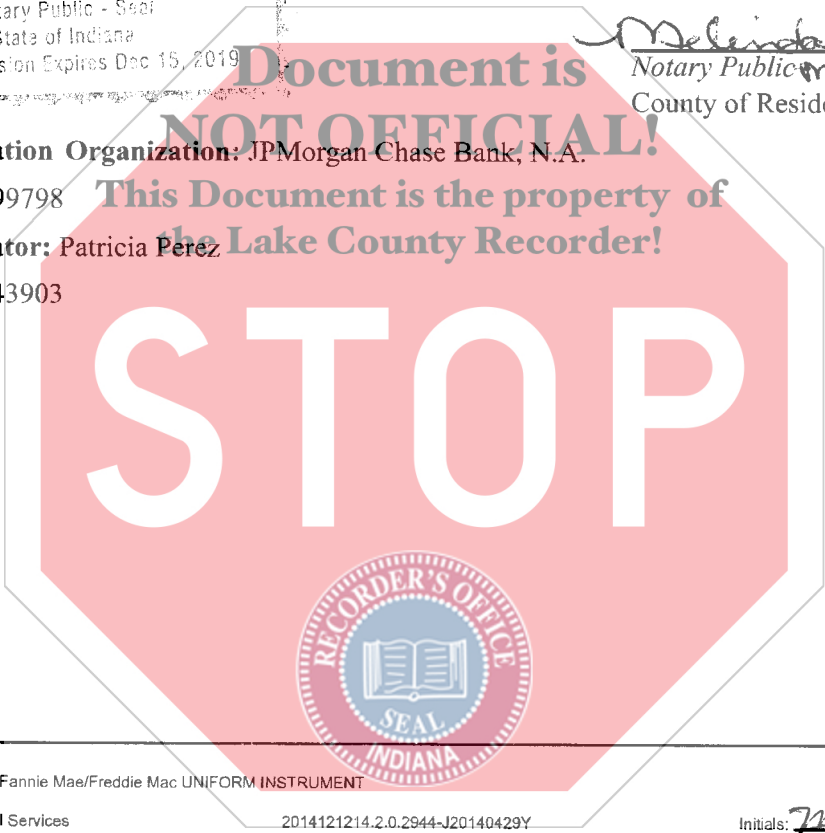 tary Public - Seal
State of Indiana
sion Expires Dec 15, 2019
Melinda
Notary Public
County of Reside
Document is
NOT OFFICIAL!
ation Organization: JPMorgan Chase Bank, N.A.
99798
This Document is the property of
ator: Patricia Perez
the Lake County Recorder!
43903
STOP
RECORDER'S OFFICE
SEAL
INDIANA
Fannie Mae/Freddie Mac UNIFORM INSTRUMENT
l Services
2014121214.2.0.2944-J20140429Y
Initials: